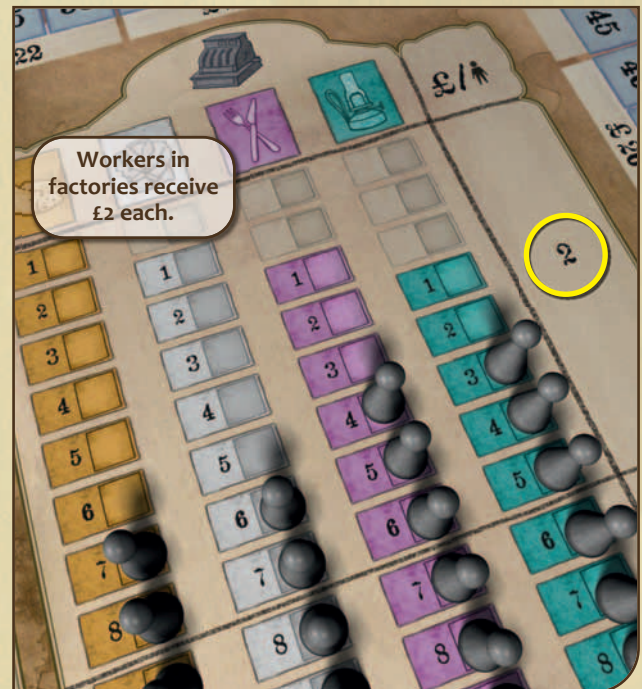 22
45
£/
Workers in
factories receive
£2 each.
2
1 1 1 1
2 2 2 2
3 3 3 3
4 4 4 4
5 5 5 5
6 6 6 6
7 7 7 7
8 8 8 8